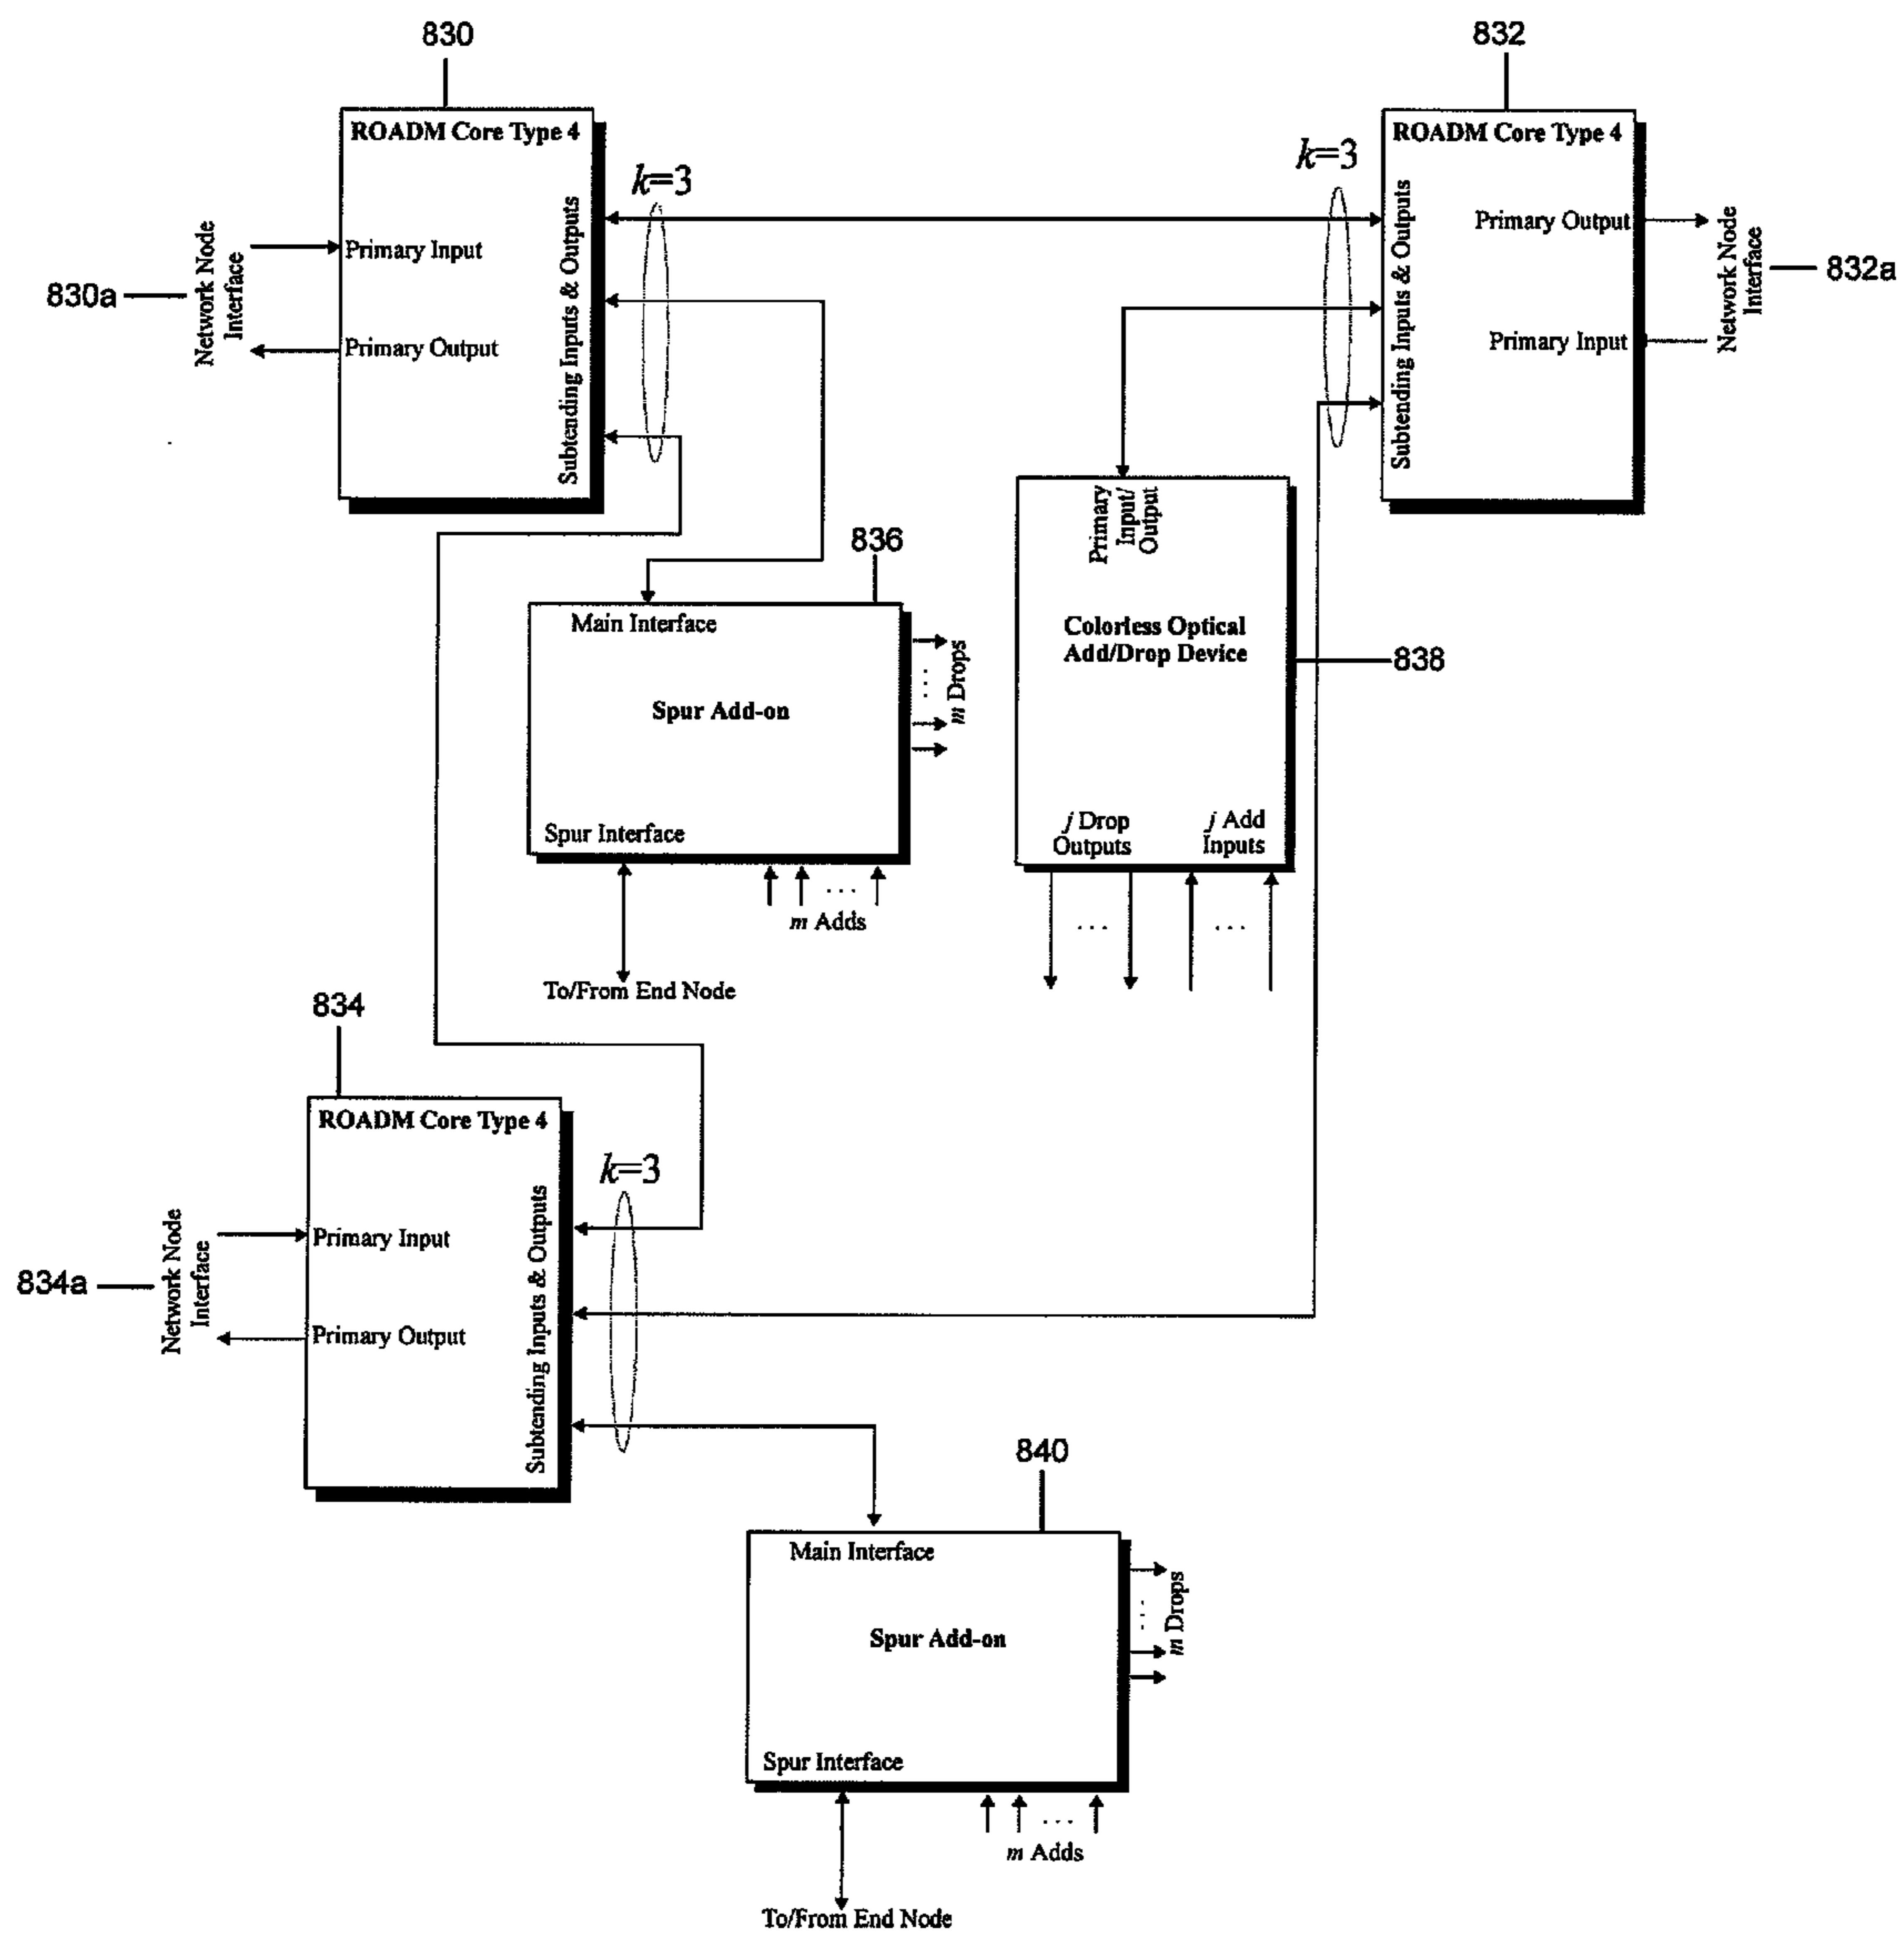 830
832
ROADM Core Type 4
k=3
Subtending Inputs & Outputs
Primary Input
Primary Output
Network Node
Interface
830a
k=3
ROADM Core Type 4
Subtending Inputs & Outputs
Primary Output
Primary Input
Network Node
Interface
832a
836
Main Interface
Spur Add-on
Spur Interface
m Drops
...
...
m Adds
To/From End Node
Primary
Input/
Output
Colorless Optical
Add/Drop Device
838
j Drop
Outputs
j Add
Inputs
...
...
834
ROADM Core Type 4
k=3
Subtending Inputs & Outputs
Primary Input
Primary Output
Network Node
Interface
834a
840
Main Interface
Spur Add-on
Spur Interface
m Drops
...
...
m Adds
To/From End Node